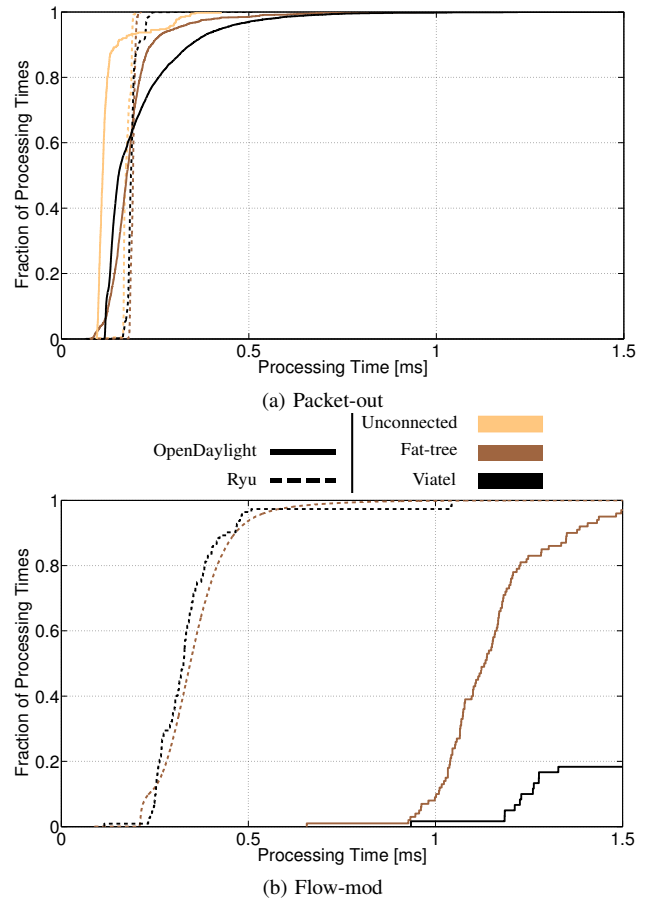 1
0.8
0.6
0.4
0.2
0
Fraction of Processing Times
0 0.5 1 1.5
Processing Time [ms]
(a) Packet-out
OpenDaylight
Ryu
Unconnected
Fat-tree
Viatel
1
0.8
0.6
0.4
0.2
0
Fraction of Processing Times
0 0.5 1 1.5
Processing Time [ms]
(b) Flow-mod